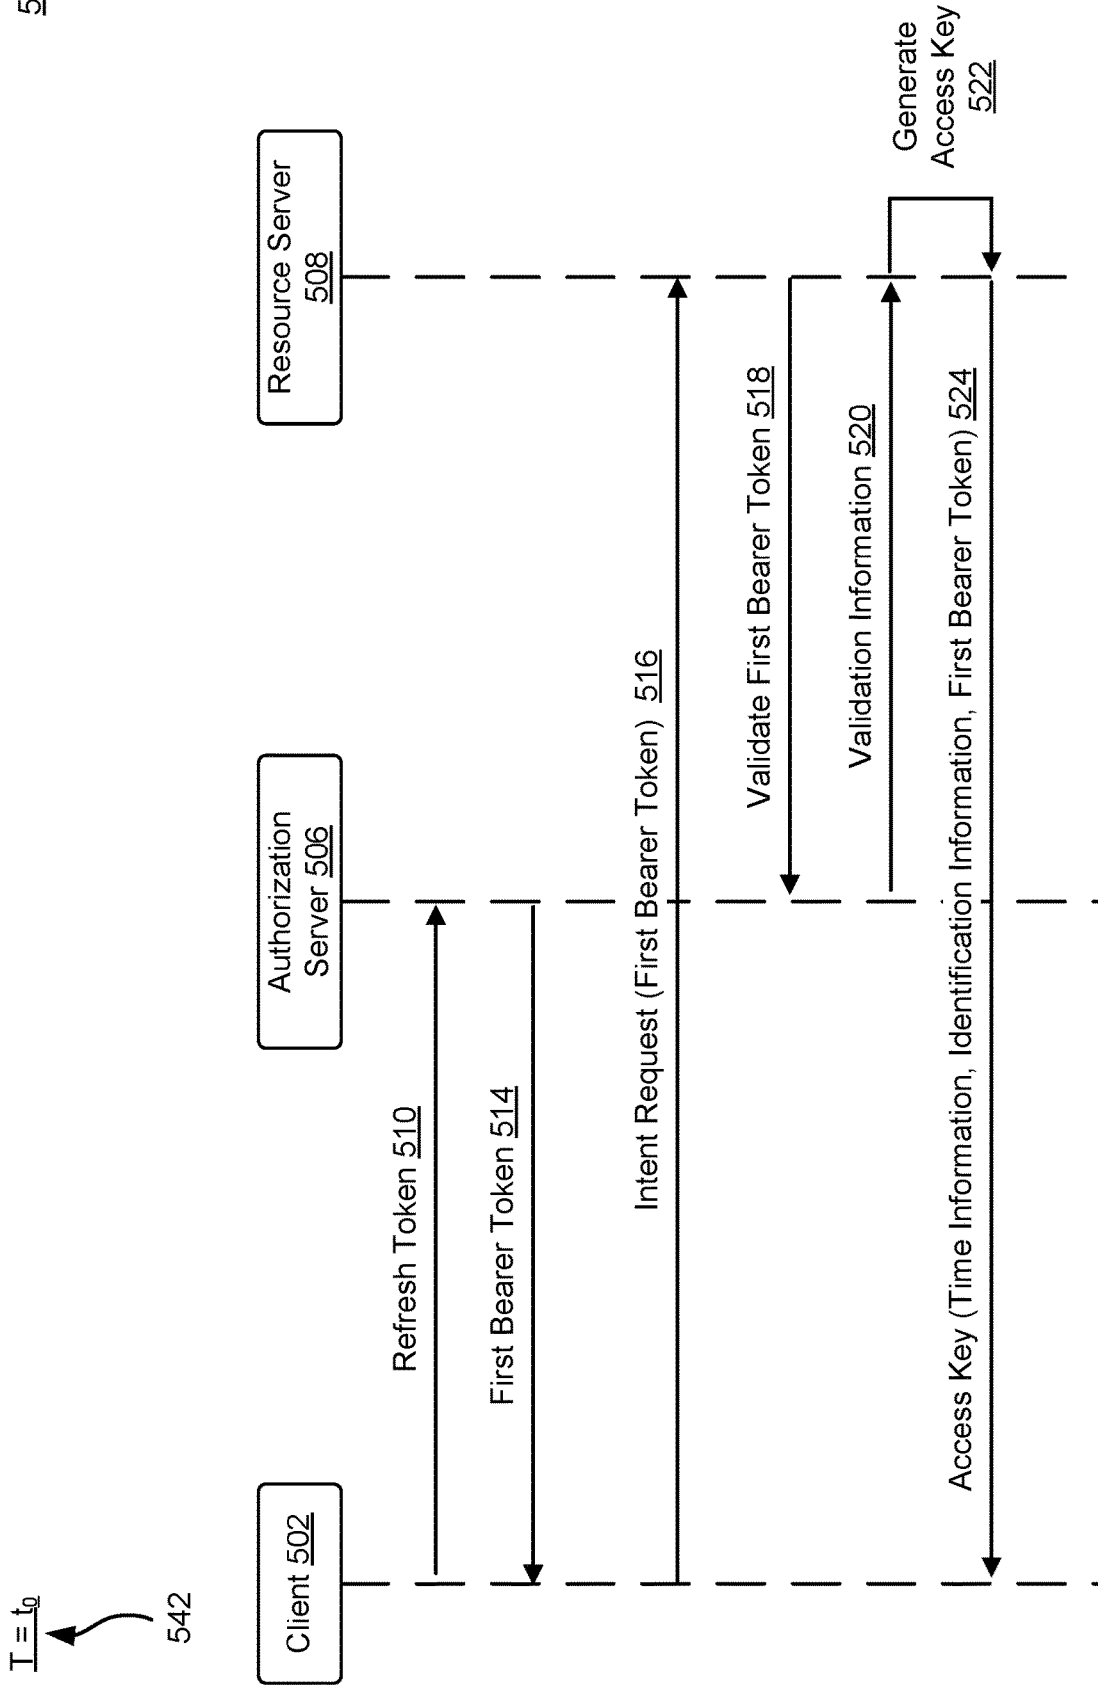 T = t0
542
5
Client 502
Authorization
Server 506
Resource Server
508
Refresh Token 510
First Bearer Token 514
Intent Request (First Bearer Token) 516
Validate First Bearer Token 518
Validation Information 520
Generate
Access Key
522
Access Key (Time Information, Identification Information, First Bearer Token) 524